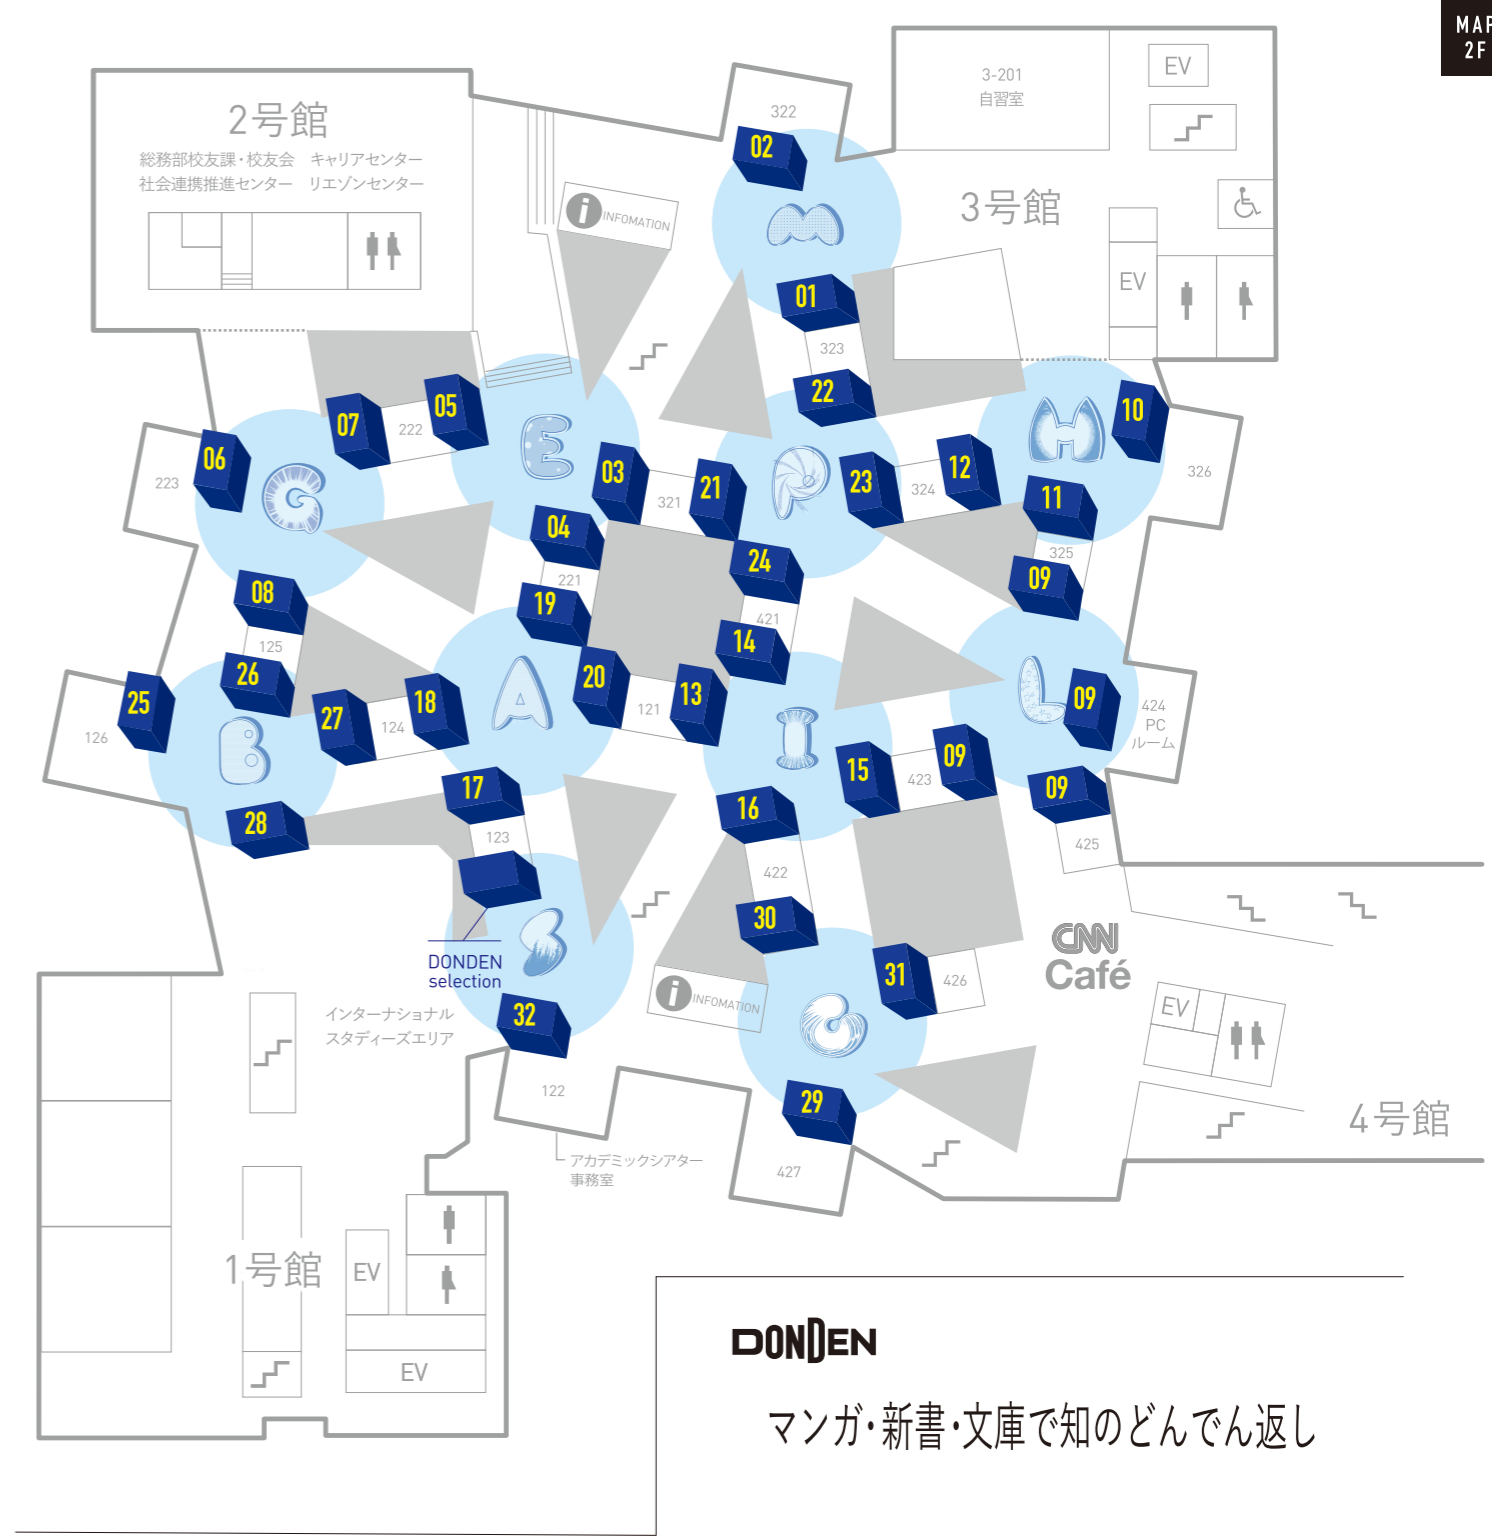 MAP
2F
3-201
自習室
EV
322
2号館
総務部校友課・校友会 キャリアセンター
社会連携推進センター リエゾンセンター
02
3号館
i INFOMATION
M
EV
01
323
22
07
222
05
10
06
E
H
223
G
03
321
21
P
23
324
12
326
11
04
325
24
221
08
19
421
09
125
14
26
20
13
25
18
A
121
L
09
424
PC
ルーム
27
124
126
B
I
15
423
09
17
16
09
28
123
425
422
30
S
CNN
Café
DONDEN
selection
31
426
i INFOMATION
EV
32
インターナショナル
スタディーズエリア
C
122
29
4号館
アカデミックシアター
事務室
427
1号館
EV
EV
DONDEN
マンガ・新書・文庫で知のどんでん返し